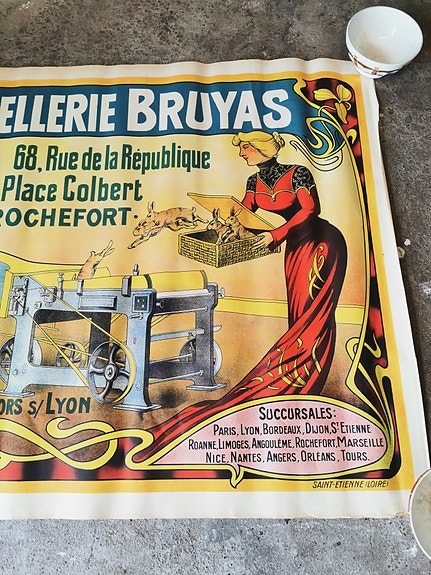 ELLERIE BRUYAS
68, Rue de la République
Place Colbert
ROCHEFORT.
ORS s/ LYON
SUCCURSALES:
PARIS, LYON, BORDEAUX, DIJON, ST ETIENNE
ROANNE, LIMOGES, ANGOULÊME, ROCHEFORT, MARSEILLE
NICE, NANTES, ANGERS, ORLEANS, TOURS.
SAINT-ETIENNE (LOIRE)